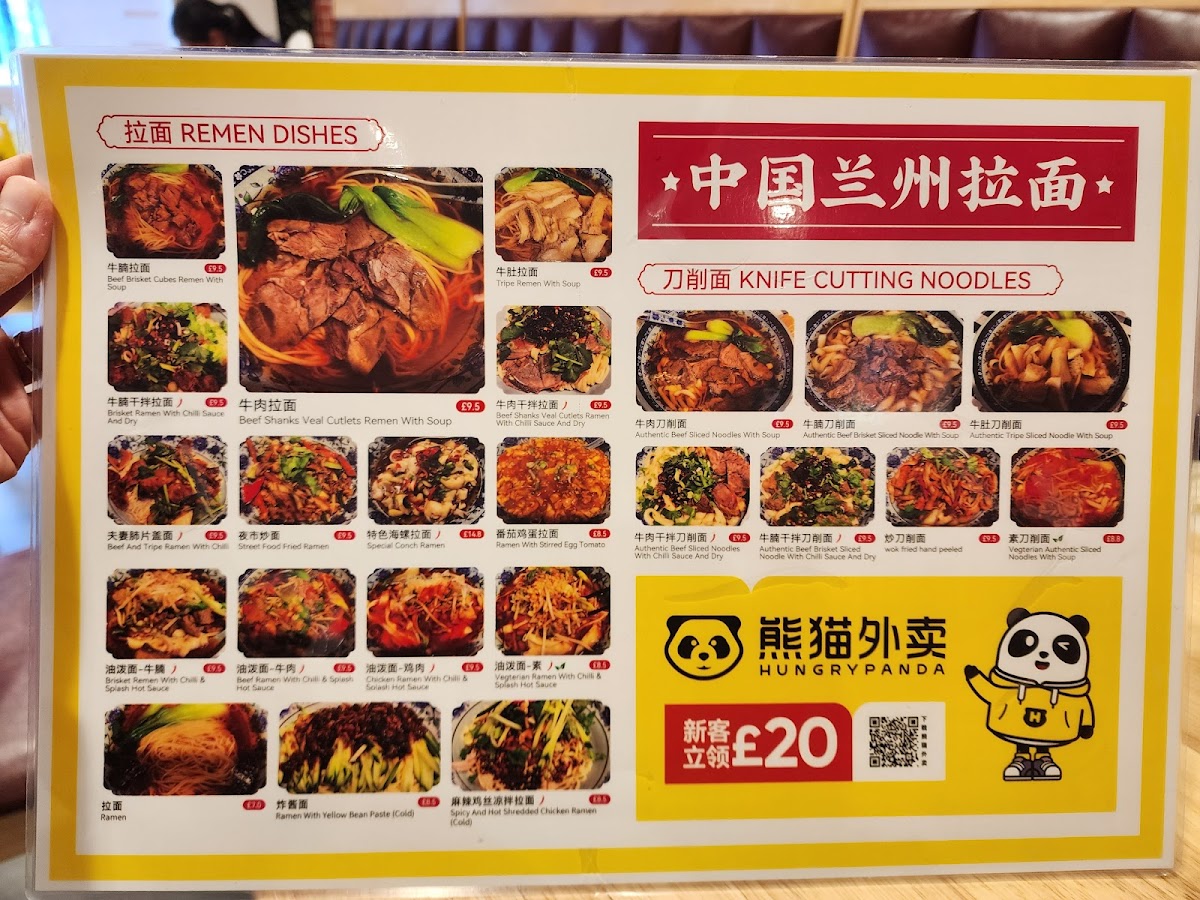 拉面 REMEN DISHES
牛腩拉面 £9.5
Beef Brisket Cubes Remen With
Soup
牛肉拉面 £9.5
Beef Shanks Veal Cutlets Remen With Soup
牛肚拉面 £9.5
Tripe Remen With Soup
牛腩干拌拉面 £9.5
Brisket Ramen With Chilli Sauce
And Dry
牛肉干拌拉面 £9.5
Beef Shanks Veal Cutlets Ramen
With Chilli Sauce And Dry
夫妻肺片盖面 £9.5
Beef And Tripe Ramen With Chilli
夜市炒面 £9.5
Street Food Fried Ramen
特色海螺拉面 £14.8
Special Conch Ramen
番茄鸡蛋拉面 £8.5
Ramen With Stirred Egg Tomato
油泼面-牛腩 £9.5
Brisket Ramen With Chilli &
Splash Hot Sauce
油泼面-牛肉 £9.5
Beef Ramen With Chilli & Splash
Hot Sauce
油泼面-鸡肉 £9.5
Chicken Ramen With Chilli &
Splash Hot Sauce
油泼面-素 £8.5
Vegterian Ramen With Chilli &
Splash Hot Sauce
拉面 £7.0
Ramen
炸酱面 £8.5
Ramen With Yellow Bean Paste (Cold)
麻辣鸡丝凉拌拉面 £8.5
Spicy And Hot Shredded Chicken Ramen
(Cold)
中国兰州拉面
刀削面 KNIFE CUTTING NOODLES
牛肉刀削面 £9.5
Authentic Beef Sliced Noodles With Soup
牛腩刀削面 £9.5
Authentic Beef Brisket Sliced Noodle With Soup
牛肚刀削面 £9.5
Authentic Tripe Sliced Noodle With Soup
牛肉干拌刀削面 £9.5
Authentic Beef Sliced Noodles
With Chilli Sauce And Dry
牛腩干拌刀削面 £9.5
Authentic Beef Brisket Sliced
Noodle With Chilli Sauce And Dry
炒刀削面 £9.5
wok fried hand peeled
素刀削面 £8.8
Vegterian Authentic Sliced
Noodles With Soup
熊猫外卖
HUNGRYPANDA
新客
立领
£20
下载熊猫外卖